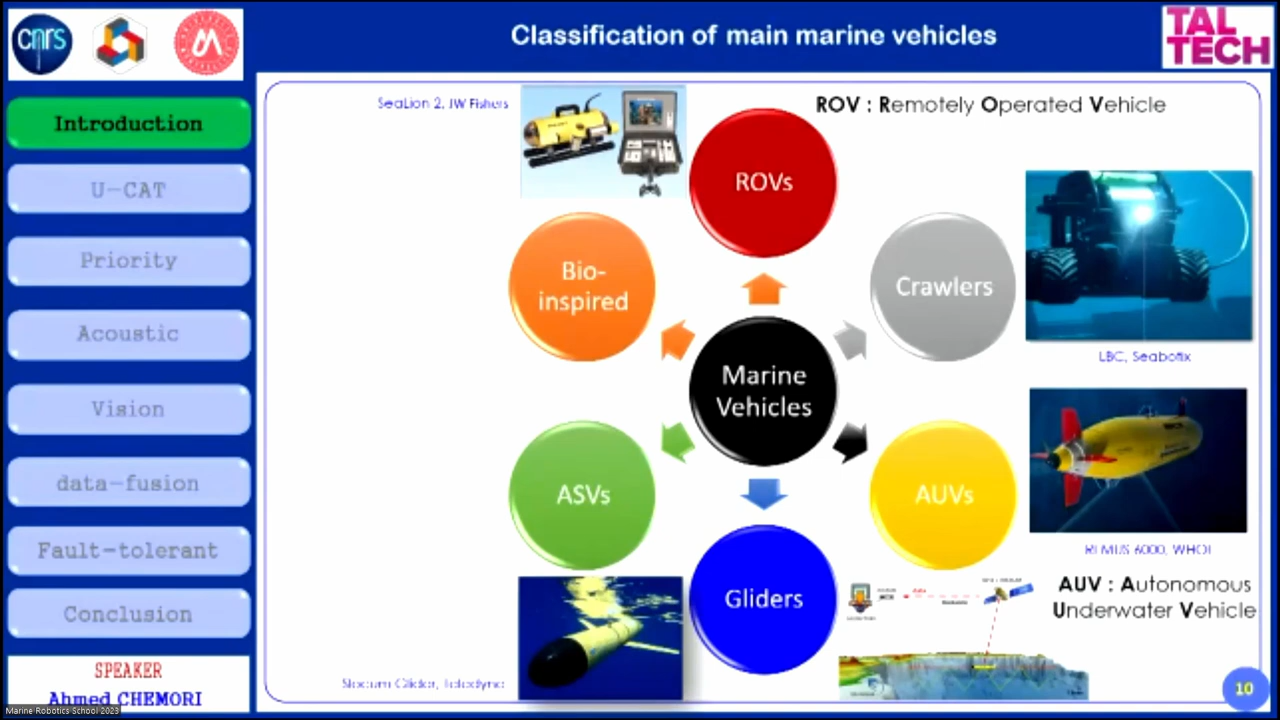 cnrs
Classification of main marine vehicles
TAL
TECH
Introduction
U-CAT
Priority
Acoustic
Vision
data-fusion
Fault-tolerant
Conclusion
SPEAKER
Ahmed CHEMORI
Marine Robotics School 2023
SeaLion 2, JW Fishers
ROV : Remotely Operated Vehicle
ROVs
Bio-
inspired
Crawlers
LBC, Seabotix
Marine
Vehicles
ASVs
AUVs
REMUS 6000, WHOI
Gliders
AUV : Autonomous
Underwater Vehicle
Slocum Glider, Teledyne
10